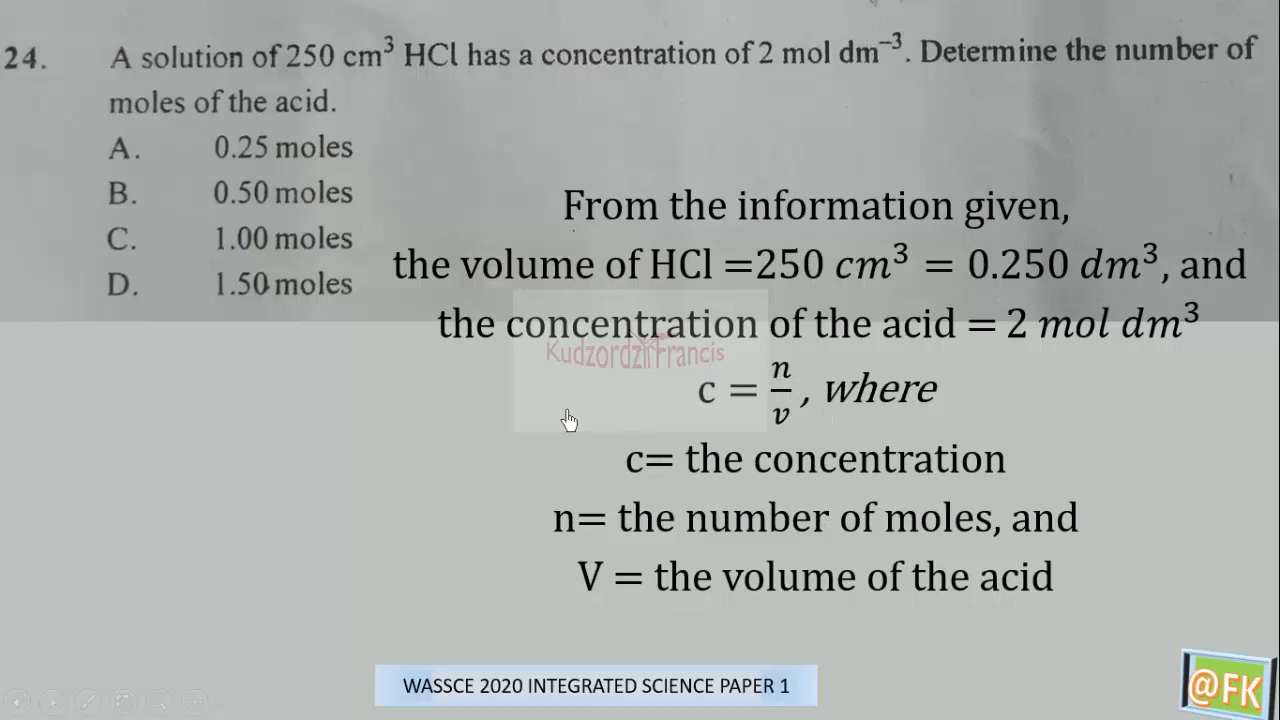 24. A solution of 250 cm³ HCl has a concentration of 2 mol dm⁻³. Determine the number of
moles of the acid.
A. 0.25 moles
B. 0.50 moles
C. 1.00 moles
D. 1.50 moles
From the information given,
the volume of HCl =250 cm³ = 0.250 dm³, and
the concentration of the acid = 2 mol dm³
Kudzordzi Francis
c = n/v, where
c= the concentration
n= the number of moles, and
V = the volume of the acid
WASSCE 2020 INTEGRATED SCIENCE PAPER 1
@FK